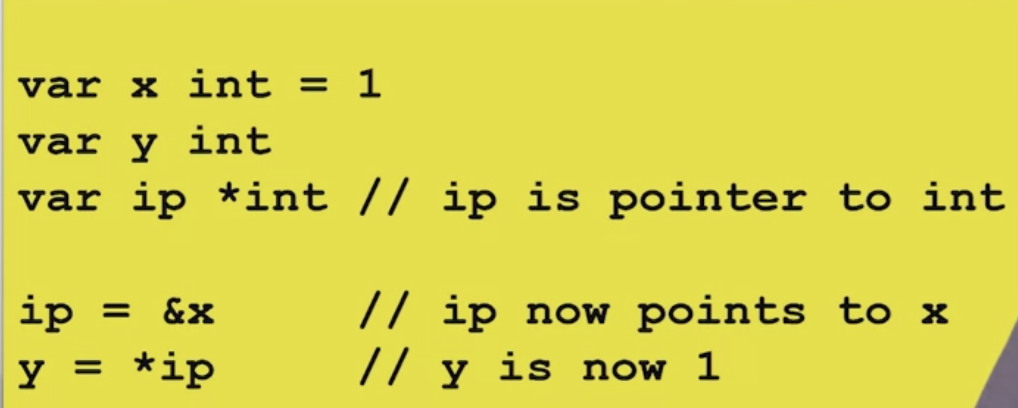 var x int = 1
var y int
var ip *int // ip is pointer to int
ip = &x // ip now points to x
y = *ip // y is now 1